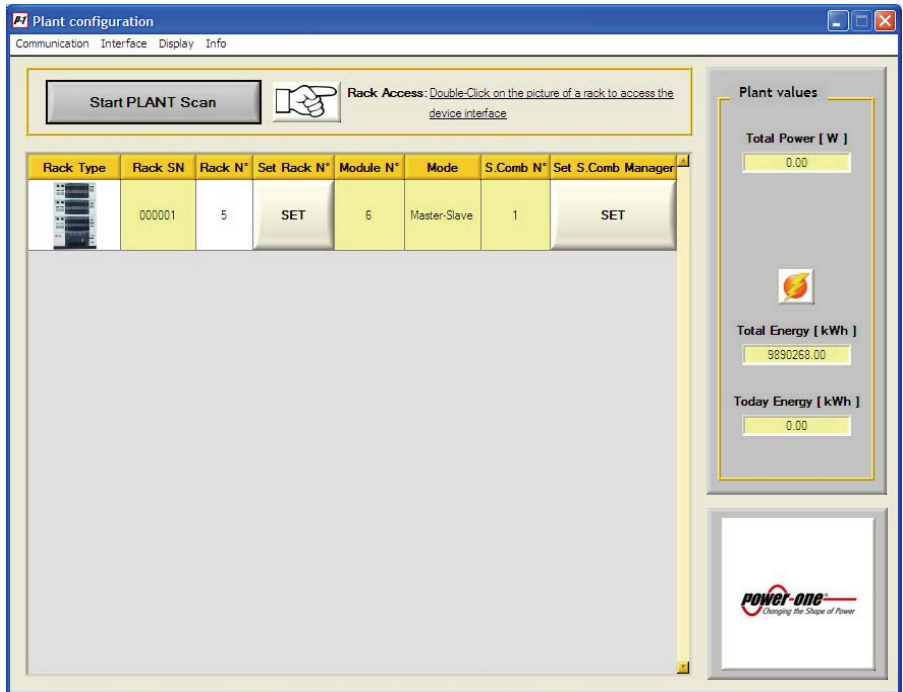 Plant configuration
Communication Interface Display Info
Start PLANT Scan
Rack Access: Double-Click on the picture of a rack to access the
device interface
Rack Type Rack SN Rack N° Set Rack N° Module N° Mode S.Comb N° Set S.Comb Manager
000001 5 SET 6 Master-Slave 1 SET
Plant values
Total Power [ W ]
0.00
Total Energy [ kWh ]
9890268.00
Today Energy [ kWh ]
0.00
power-one
Changing the Shape of Power